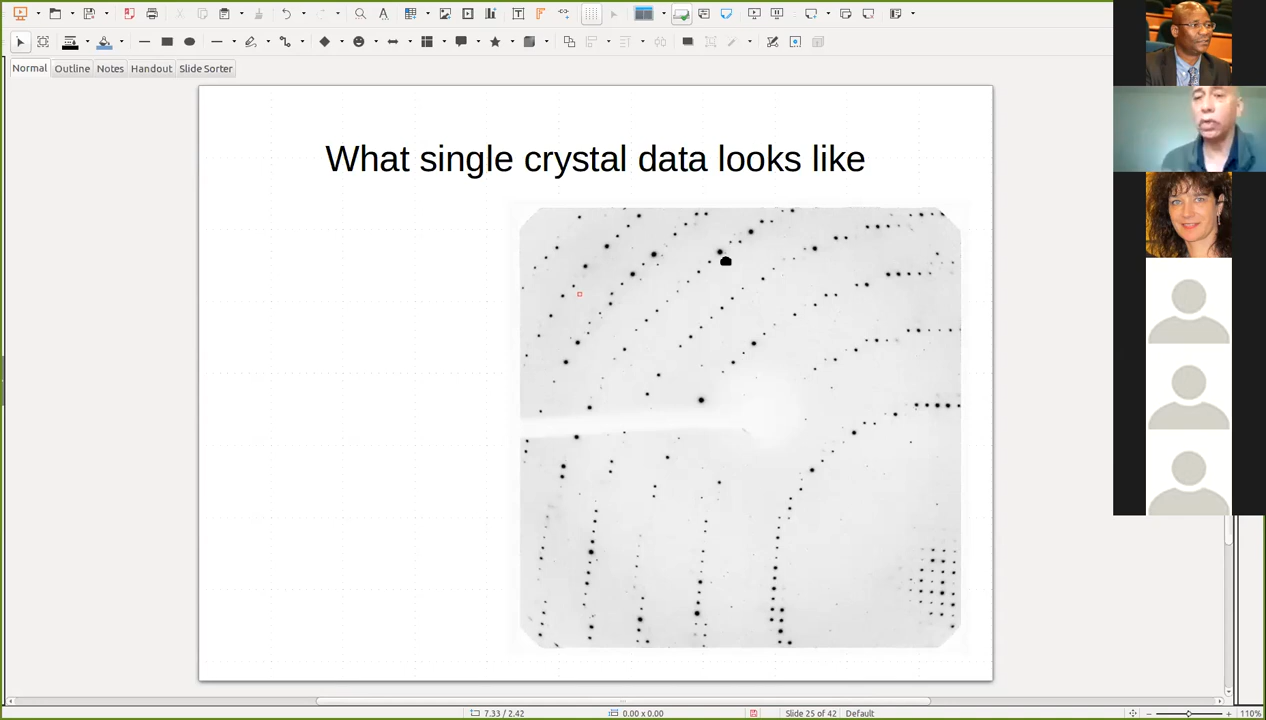 Normal Outline Notes Handout Slide Sorter
What single crystal data looks like
7.33 / 2.42 0.00 x 0.00 Slide 25 of 42 Default 110%